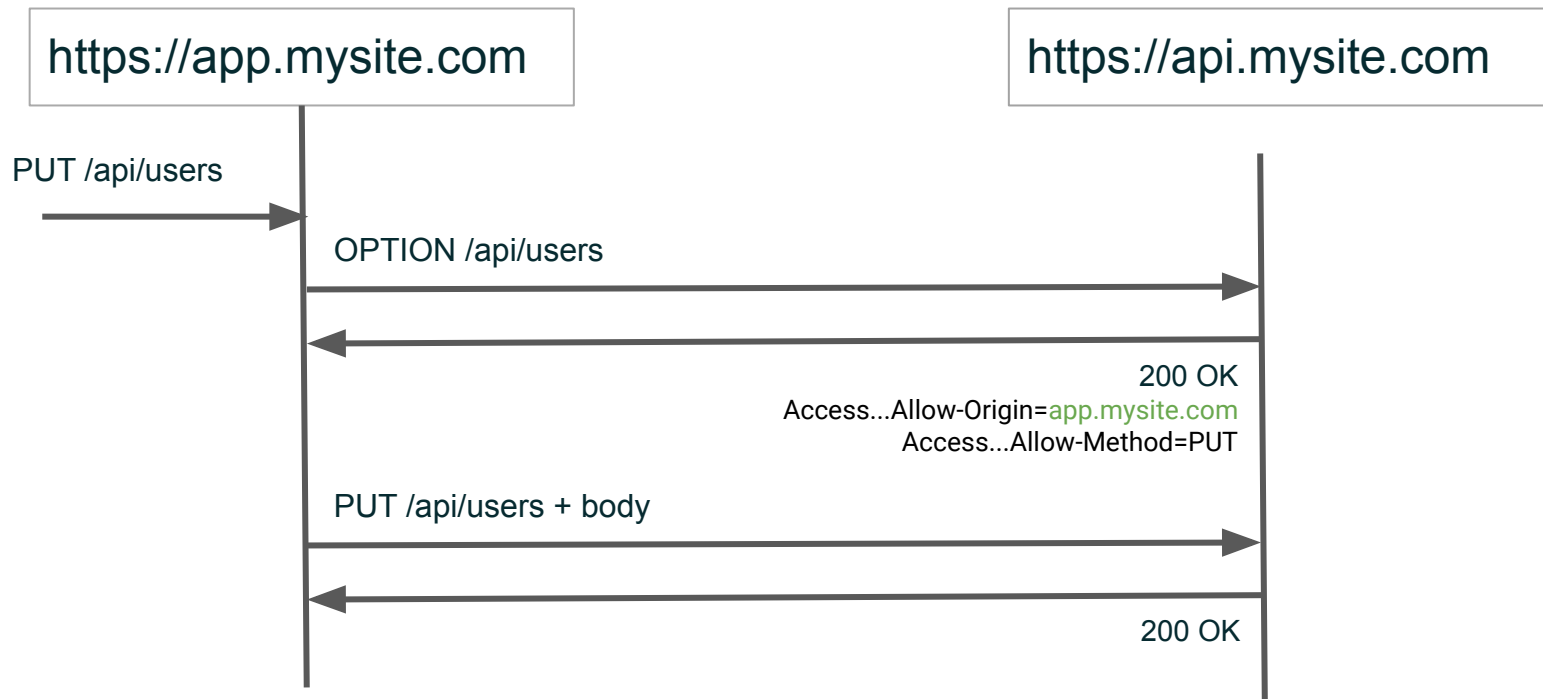 https://app.mysite.com
https://api.mysite.com
PUT /api/users
OPTION /api/users
200 OK
Access...Allow-Origin=app.mysite.com
Access...Allow-Method=PUT
PUT /api/users + body
200 OK